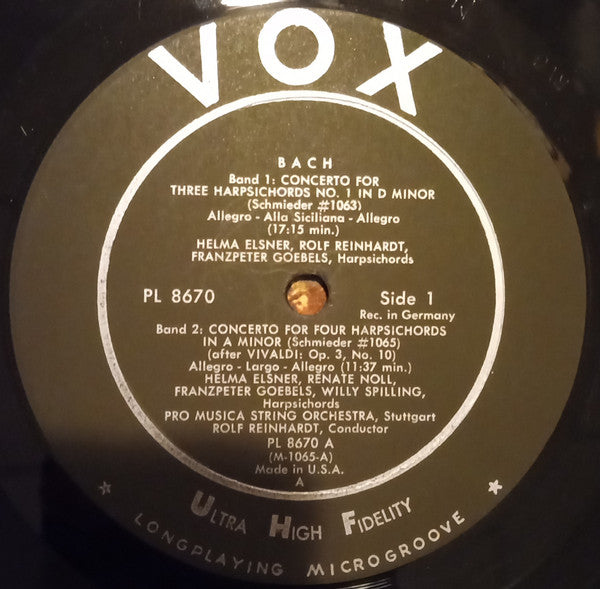 VOX
BACH
Band 1: CONCERTO FOR
THREE HARPSICHORDS NO. 1 IN D MINOR
(Schmieder #1063)
Allegro - Alla Siciliana - Allegro
(17:15 min.)
HELMA ELSNER, ROLF REINHARDT,
FRANZPETER GOEBELS, Harpsichords
PL 8670 Side 1
Rec. in Germany
Band 2: CONCERTO FOR FOUR HARPSICHORDS
IN A MINOR (Schmieder #1065)
(after VIVALDI: Op. 3, No. 10)
Allegro - Largo - Allegro (11:37 min.)
HELMA ELSNER, RENATE NOLL,
FRANZPETER GOEBELS, WILLY SPILLING,
Harpsichords
PRO MUSICA STRING ORCHESTRA, Stuttgart
ROLF REINHARDT, Conductor
PL 8670 A
(M-1065-A)
Made in U.S.A.
A
ULTRA HIGH FIDELITY
LONGPLAYING MICROGROOVE